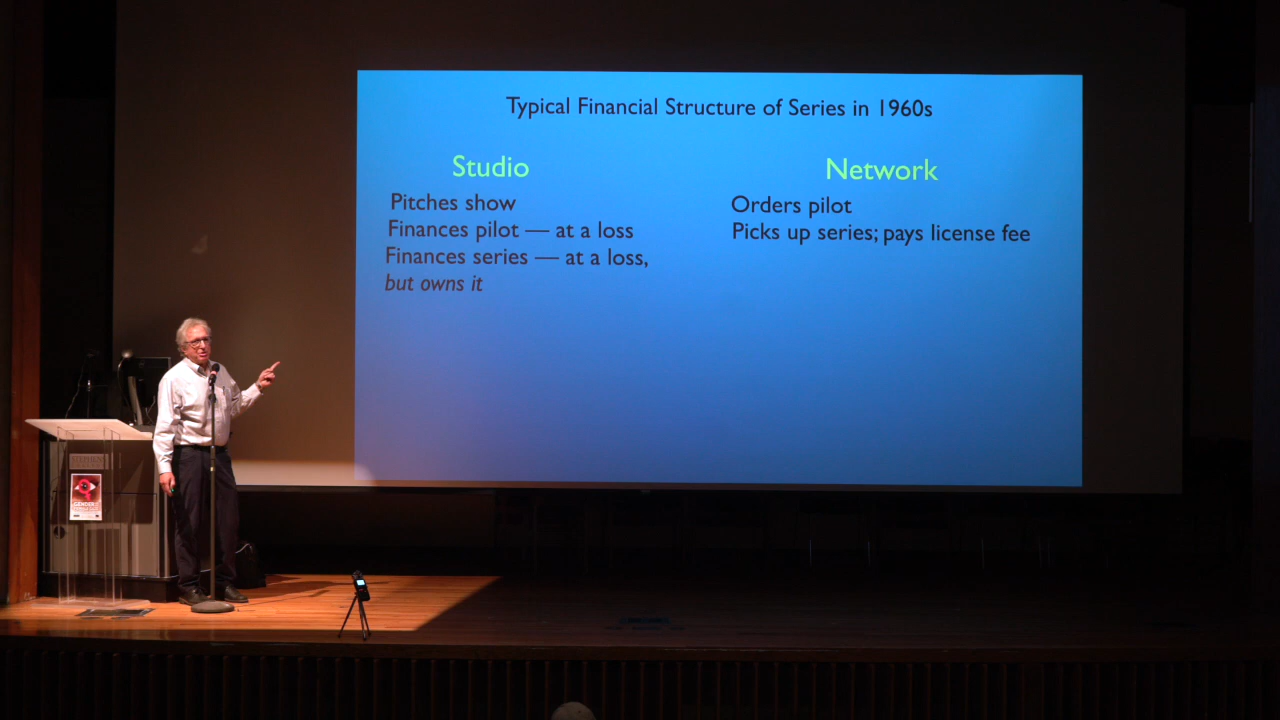 Typical Financial Structure of Series in 1960s
Studio
Pitches show
Finances pilot — at a loss
Finances series — at a loss,
but owns it
Network
Orders pilot
Picks up series; pays license fee